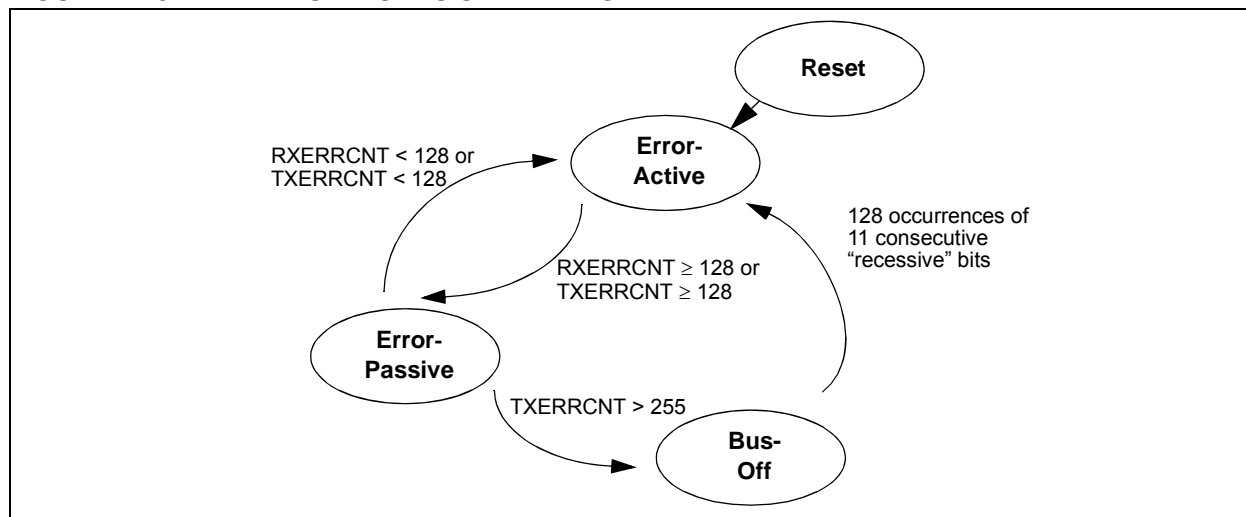 Reset
Error-
Active
RXERRCNT < 128 or
TXERRCNT < 128
128 occurrences of
11 consecutive
“recessive” bits
RXERRCNT ≥ 128 or
TXERRCNT ≥ 128
Error-
Passive
TXERRCNT > 255
Bus-
Off